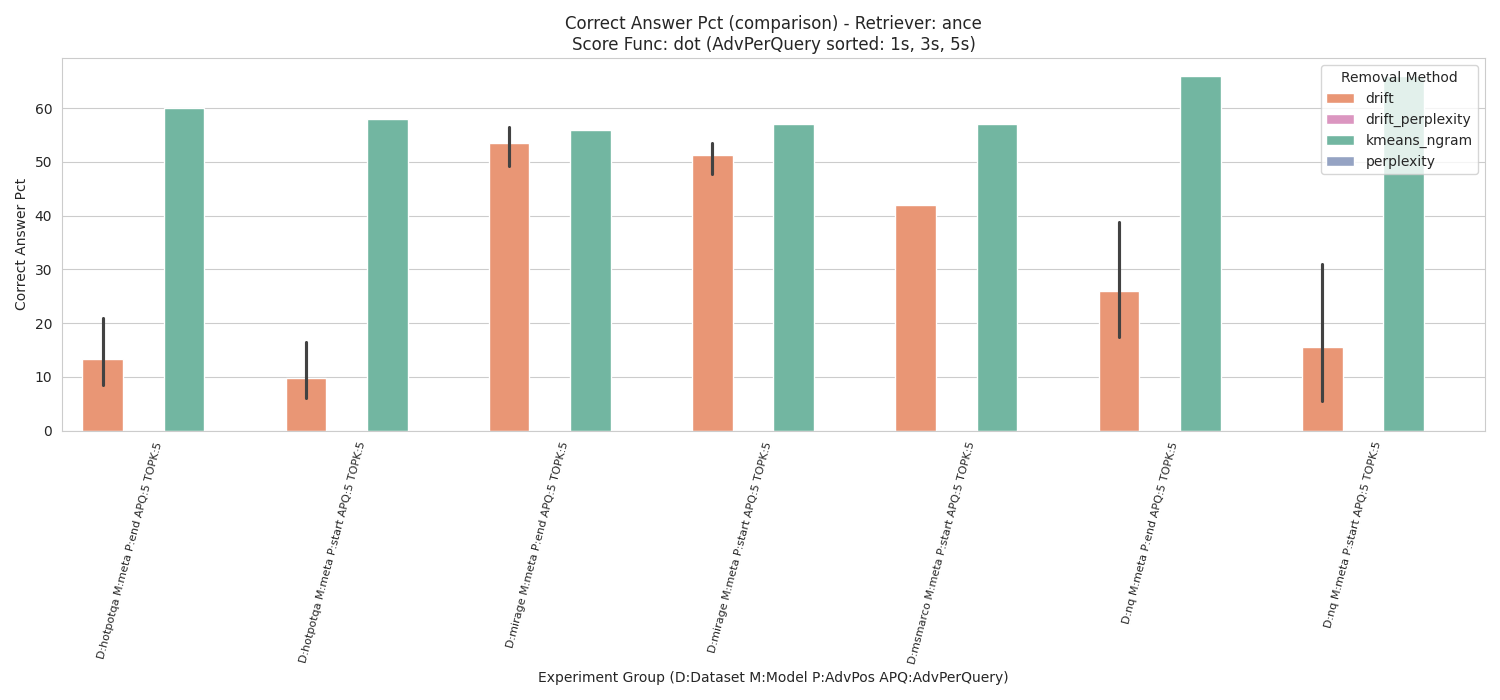 Correct Answer Pct (comparison) - Retriever: ance
Score Func: dot (AdvPerQuery sorted: 1s, 3s, 5s)
Removal Method
drift
drift_perplexity
kmeans_ngram
perplexity
Correct Answer Pct
60
50
40
30
20
10
0
D:hotpotqa M:meta P:end APQ:5 TOPK:5
D:hotpotqa M:meta P:start APQ:5 TOPK:5
D:mirage M:meta P:end APQ:5 TOPK:5
D:mirage M:meta P:start APQ:5 TOPK:5
D:msmarco M:meta P:start APQ:5 TOPK:5
D:nq M:meta P:end APQ:5 TOPK:5
D:nq M:meta P:start APQ:5 TOPK:5
Experiment Group (D:Dataset M:Model P:AdvPos APQ:AdvPerQuery)